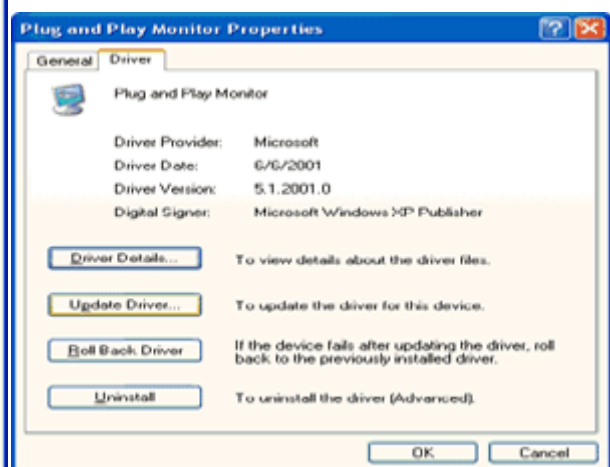 Plug and Play Monitor Properties
General Driver
Plug and Play Monitor
Driver Provider: Microsoft
Driver Date: 6/6/2001
Driver Version: 5.1.2001.0
Digital Signer: Microsoft Windows XP Publisher
Driver Details... To view details about the driver files.
Update Driver... To update the driver for this device.
Roll Back Driver If the device fails after updating the driver, roll
back to the previously installed driver.
Uninstall To uninstall the driver (Advanced).
OK Cancel